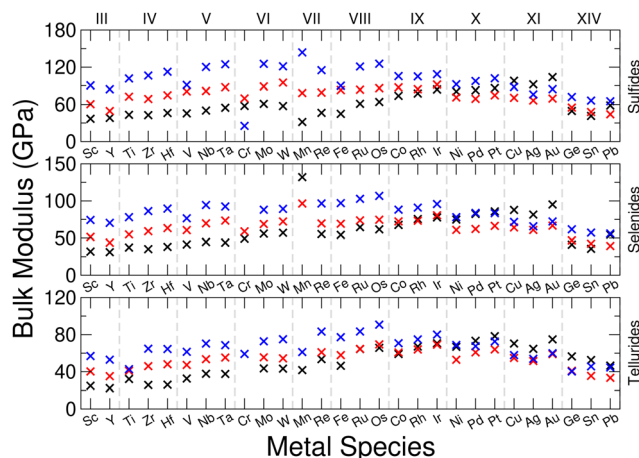 III IV V VI VII VIII IX X XI XIV
Bulk Modulus (GPa)
180
120
60
0
Sulfides
Sc Y Ti Zr Hf V Nb Ta Cr Mo W Mn Re Fe Ru Os Co Rh Ir Ni Pd Pt Cu Ag Au Ge Sn Pb
150
100
50
0
Selenides
Sc Y Ti Zr Hf V Nb Ta Cr Mo W Mn Re Fe Ru Os Co Rh Ir Ni Pd Pt Cu Ag Au Ge Sn Pb
120
80
40
0
Tellurides
Sc Y Ti Zr Hf V Nb Ta Cr Mo W Mn Re Fe Ru Os Co Rh Ir Ni Pd Pt Cu Ag Au Ge Sn Pb
Metal Species